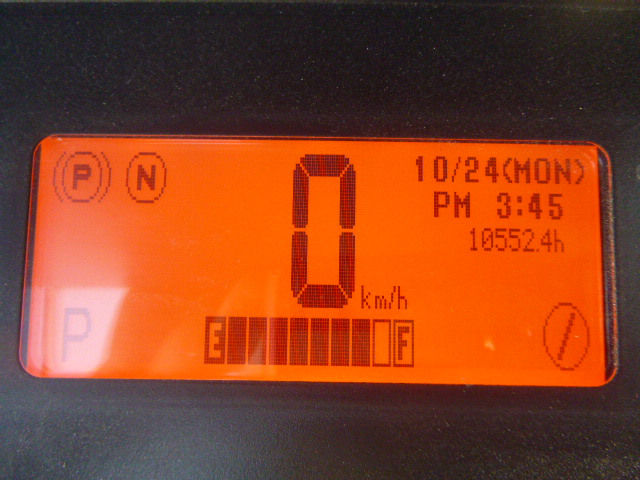 P N
10/24(MON)
PM 3:45
10552.4h
0 km/h
P
E F